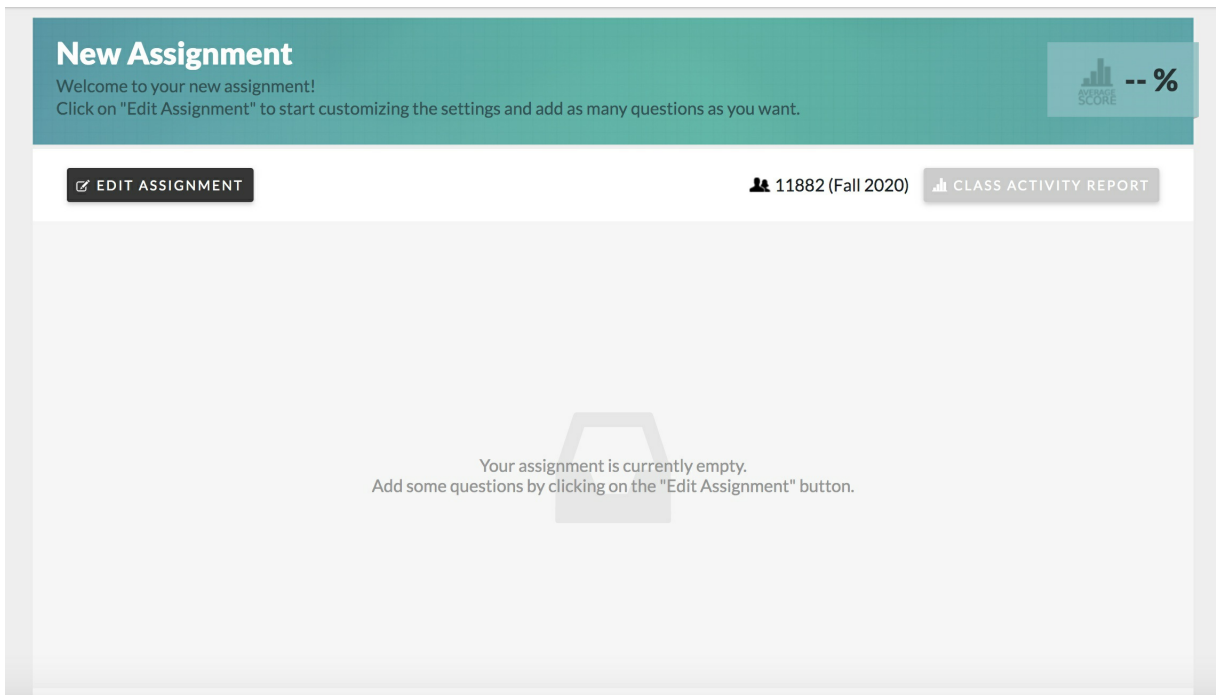 New Assignment
Welcome to your new assignment!
Click on "Edit Assignment" to start customizing the settings and add as many questions as you want.
AVERAGE
SCORE
-- %
EDIT ASSIGNMENT
11882 (Fall 2020)
CLASS ACTIVITY REPORT
Your assignment is currently empty.
Add some questions by clicking on the "Edit Assignment" button.